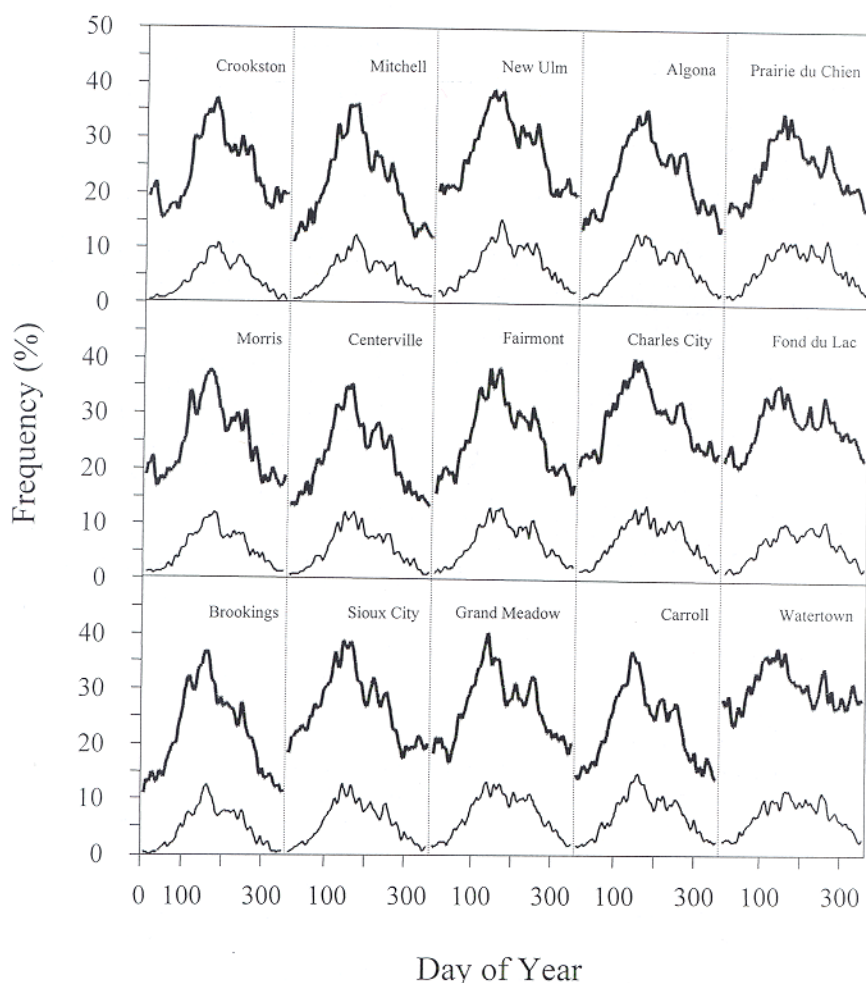 50
Crookston Mitchell New Ulm Algona Prairie du Chien
40
30
20
10
0
Morris Centerville Fairmont Charles City Fond du Lac
40
30
20
10
0
Brookings Sioux City Grand Meadow Carroll Watertown
40
30
20
10
0
0 100 300 100 300 100 300 100 300 100 300
Frequency (%)
Day of Year